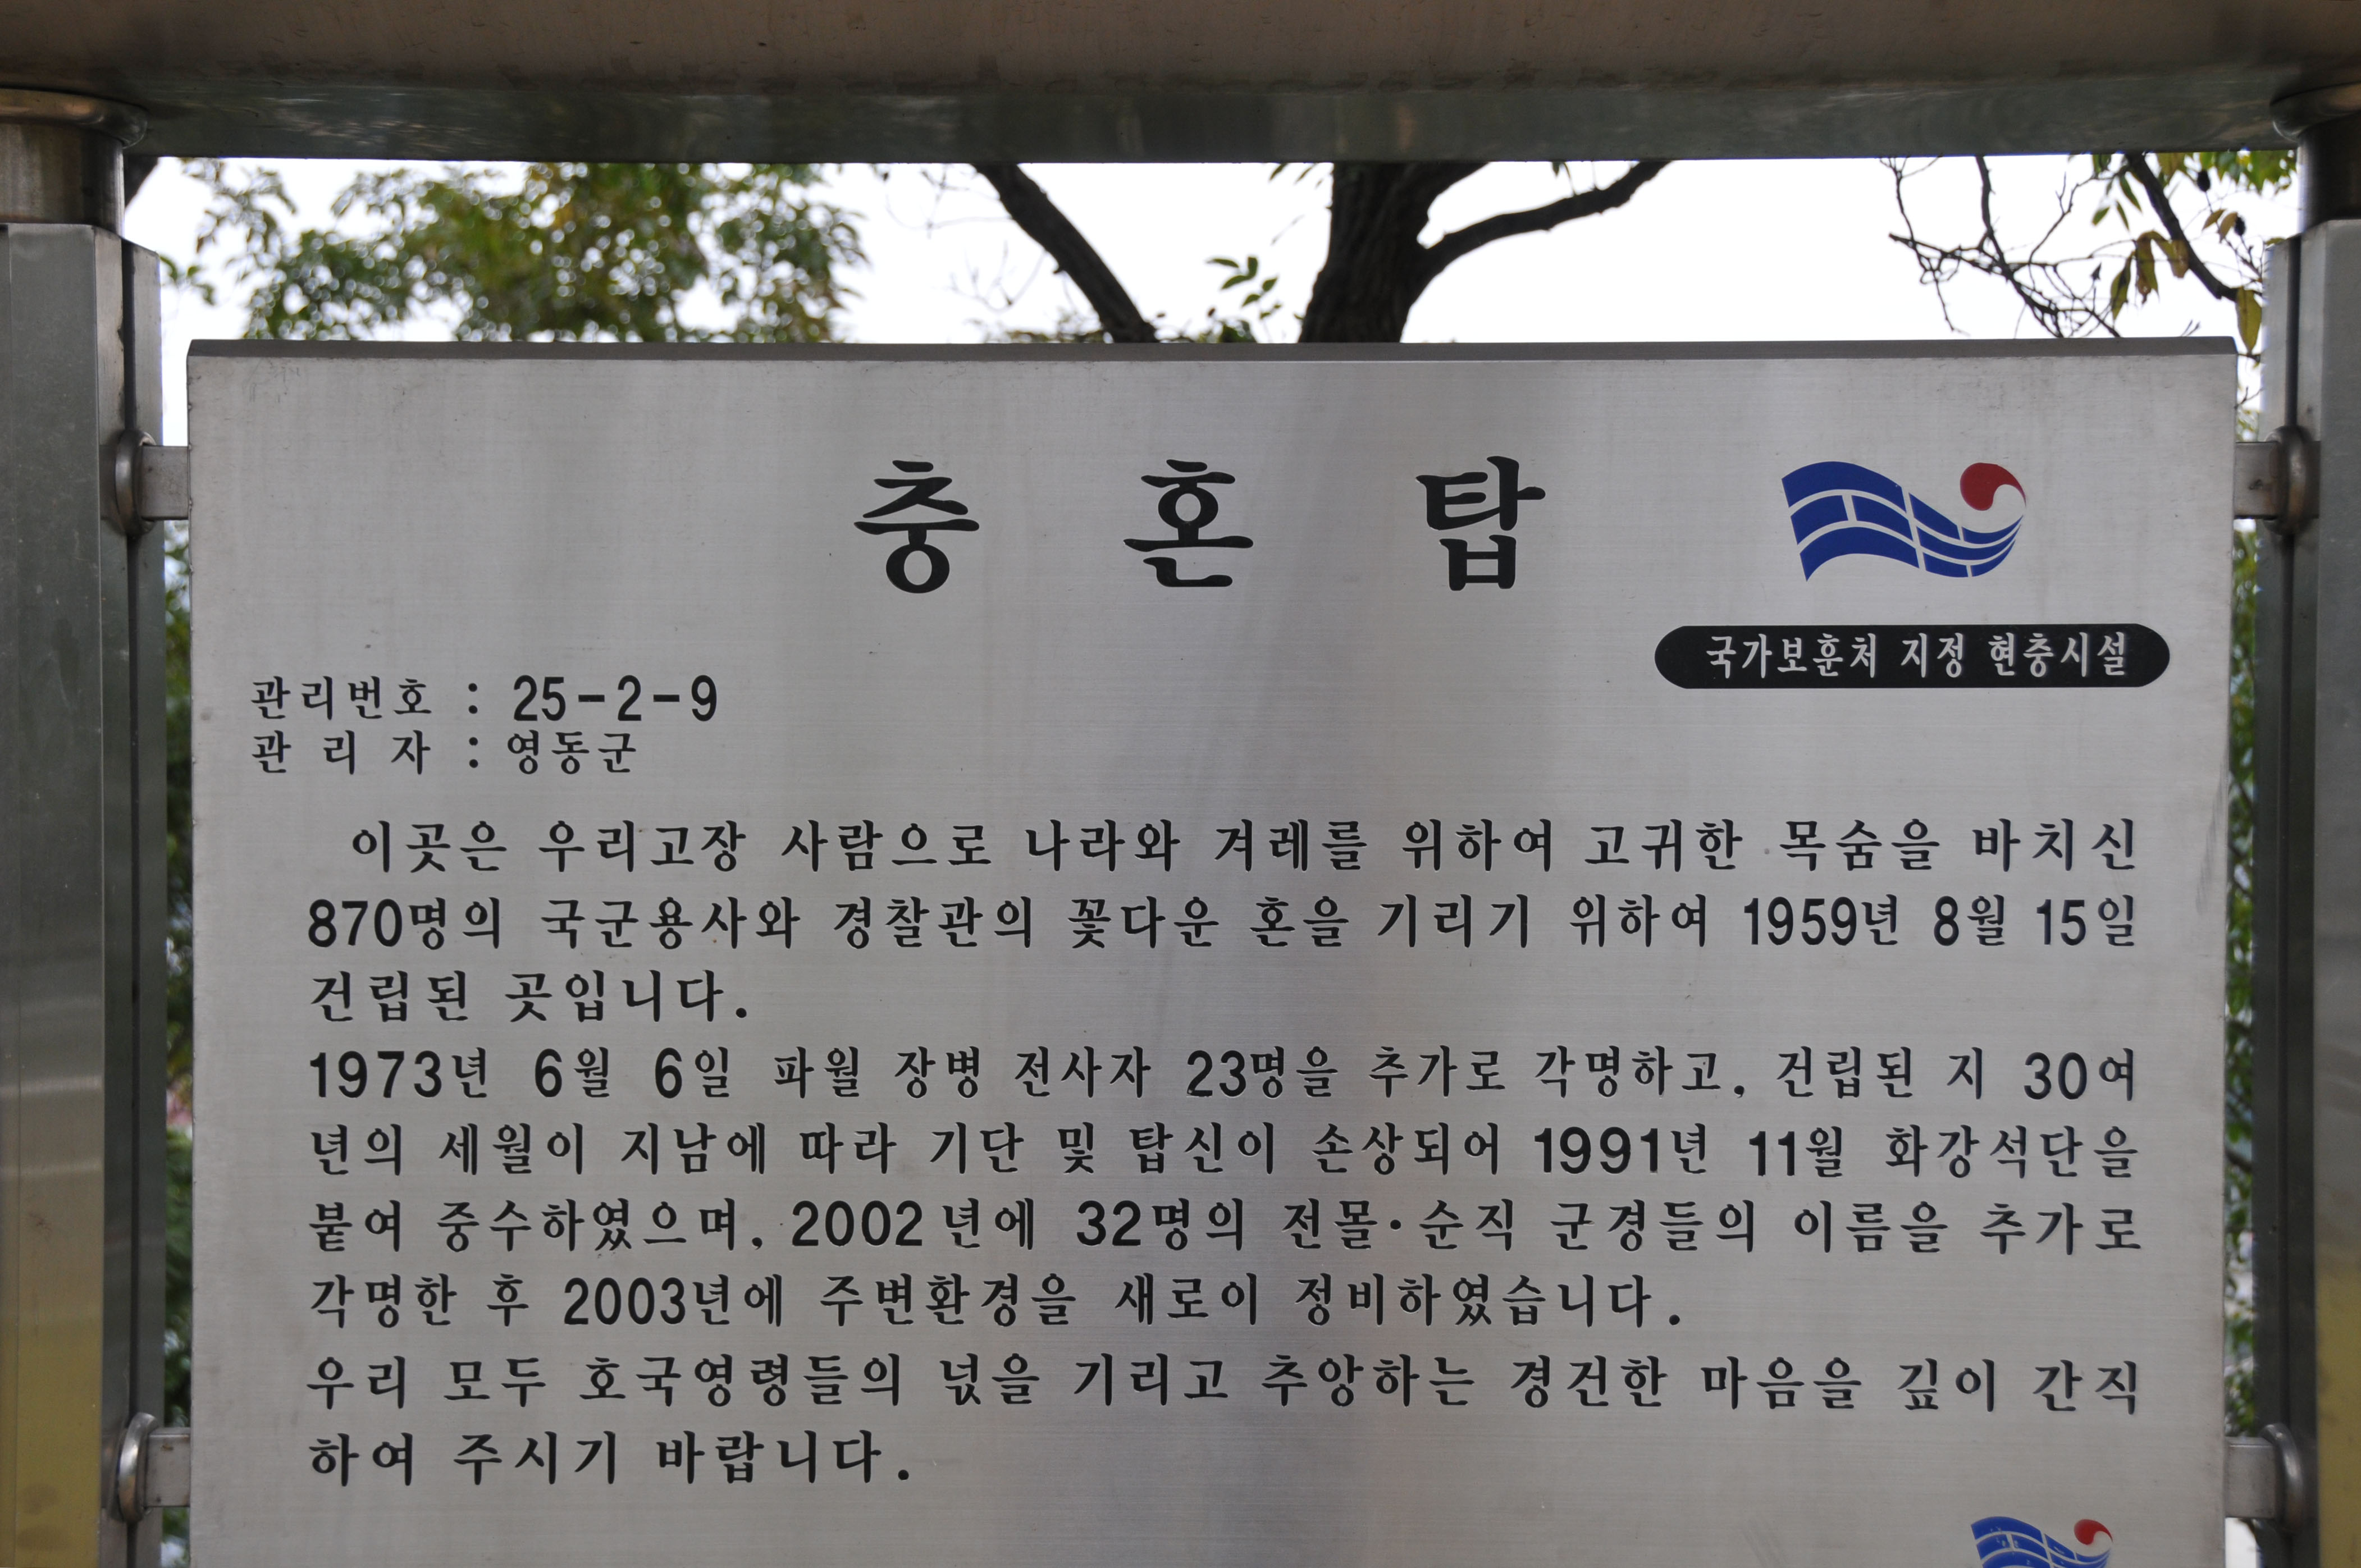 충 혼 탑
국가보훈처 지정 현충시설
관리번호 : 25-2-9
관 리 자 : 영동군
이곳은 우리고장 사람으로 나라와 겨레를 위하여 고귀한 목숨을 바치신
870명의 국군용사와 경찰관의 꽃다운 혼을 기리기 위하여 1959년 8월 15일
건립된 곳입니다.
1973년 6월 6일 파월 장병 전사자 23명을 추가로 각명하고, 건립된 지 30여
년의 세월이 지남에 따라 기단 및 탑신이 손상되어 1991년 11월 화강석단을
붙여 중수하였으며, 2002년에 32명의 전몰·순직 군경들의 이름을 추가로
각명한 후 2003년에 주변환경을 새로이 정비하였습니다.
우리 모두 호국영령들의 넋을 기리고 추앙하는 경건한 마음을 깊이 간직
하여 주시기 바랍니다.